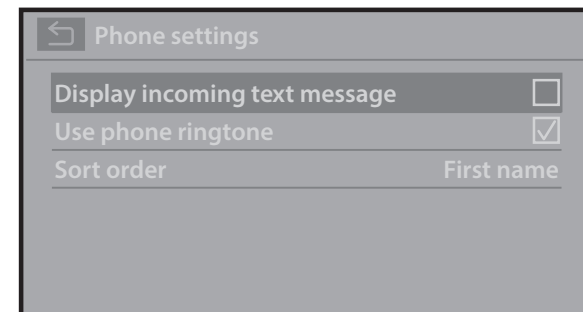 Phone settings
Display incoming text message
Use phone ringtone
Sort order First name